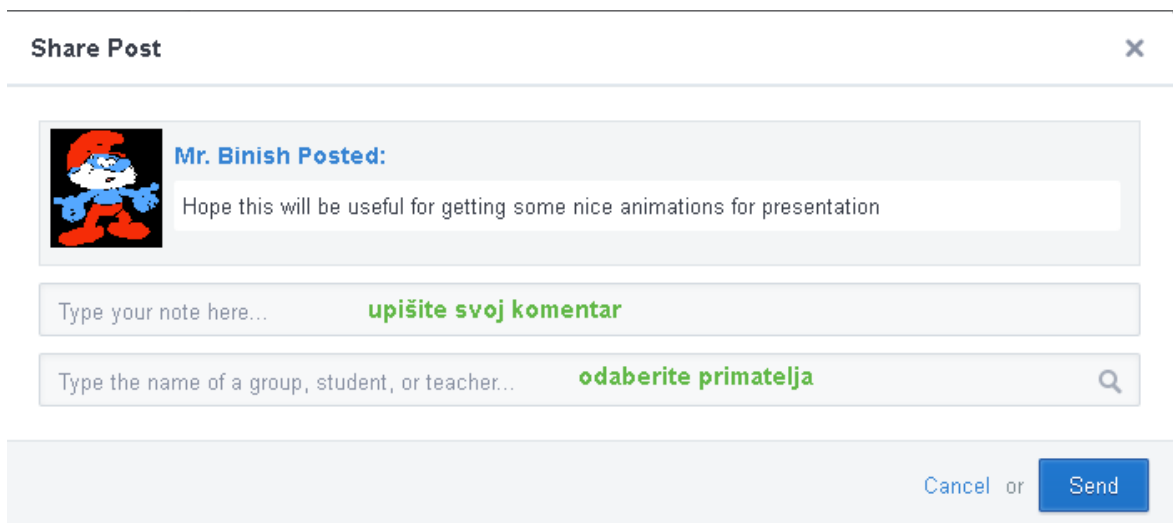 Share Post
Mr. Binish Posted:
Hope this will be useful for getting some nice animations for presentation
Type your note here... upišite svoj komentar
Type the name of a group, student, or teacher... odaberite primatelja
Cancel or Send